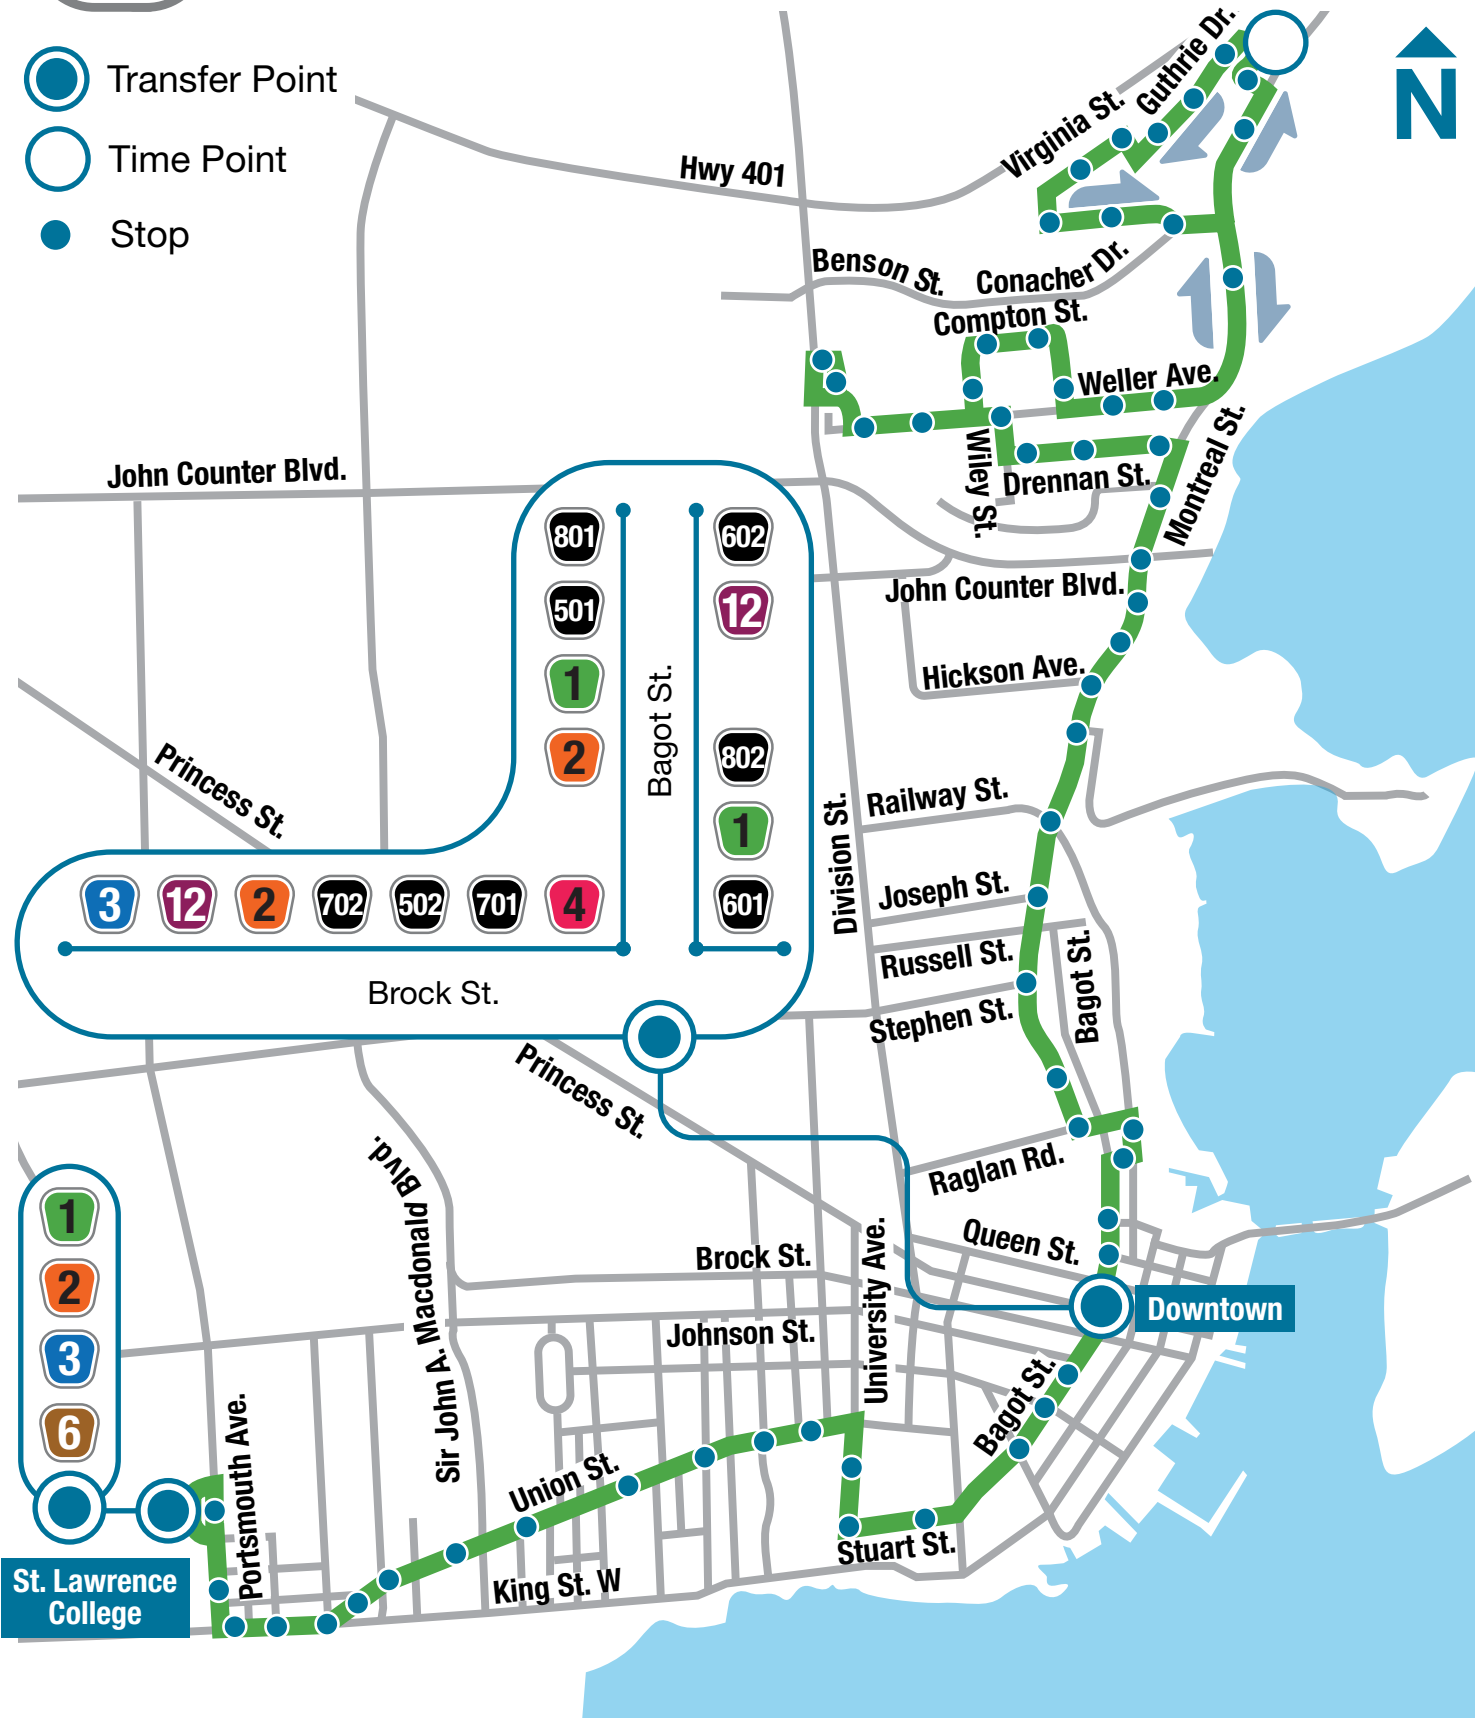 Transfer Point
Time Point
Stop
N
Guthrie Dr.
Virginia St.
Hwy 401
Benson St.
Conacher Dr.
Compton St.
Weller Ave.
Montreal St.
Wiley St.
Drennan St.
John Counter Blvd.
John Counter Blvd.
Hickson Ave.
801
602
501
12
1
2
802
1
601
Bagot St.
3
12
2
702
502
701
4
Brock St.
Princess St.
Division St.
Railway St.
Joseph St.
Russell St.
Bagot St.
Stephen St.
Princess St.
Raglan Rd.
Queen St.
Sir John A. Macdonald Blvd.
Brock St.
University Ave.
Downtown
Johnson St.
Bagot St.
1
2
3
6
Portsmouth Ave.
Union St.
Stuart St.
King St. W
St. Lawrence
College